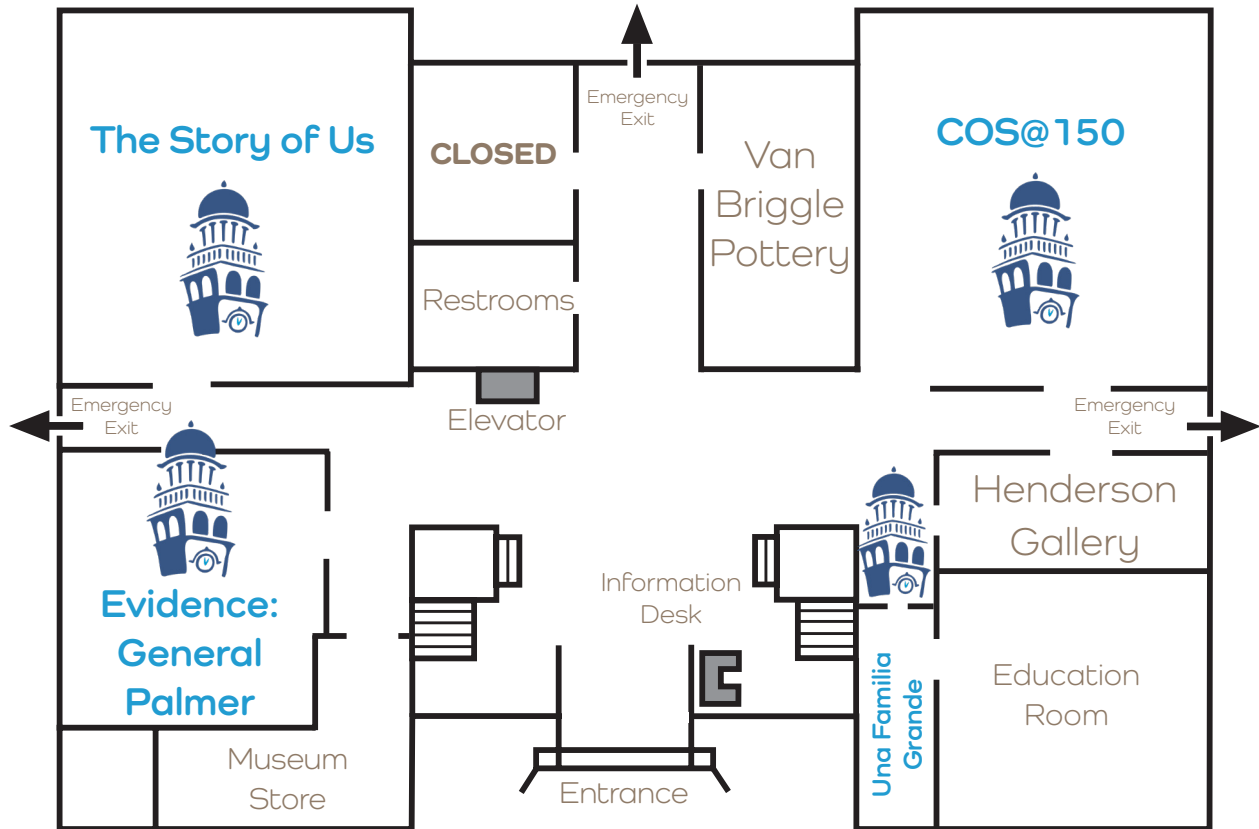 Emergency
Exit
The Story of Us
CLOSED
Van
Briggle
Pottery
COS@150
Restrooms
Elevator
Emergency
Exit
Emergency
Exit
Henderson
Gallery
Information
Desk
Evidence:
General
Palmer
Una Familia
Grande
Education
Room
Museum
Store
Entrance